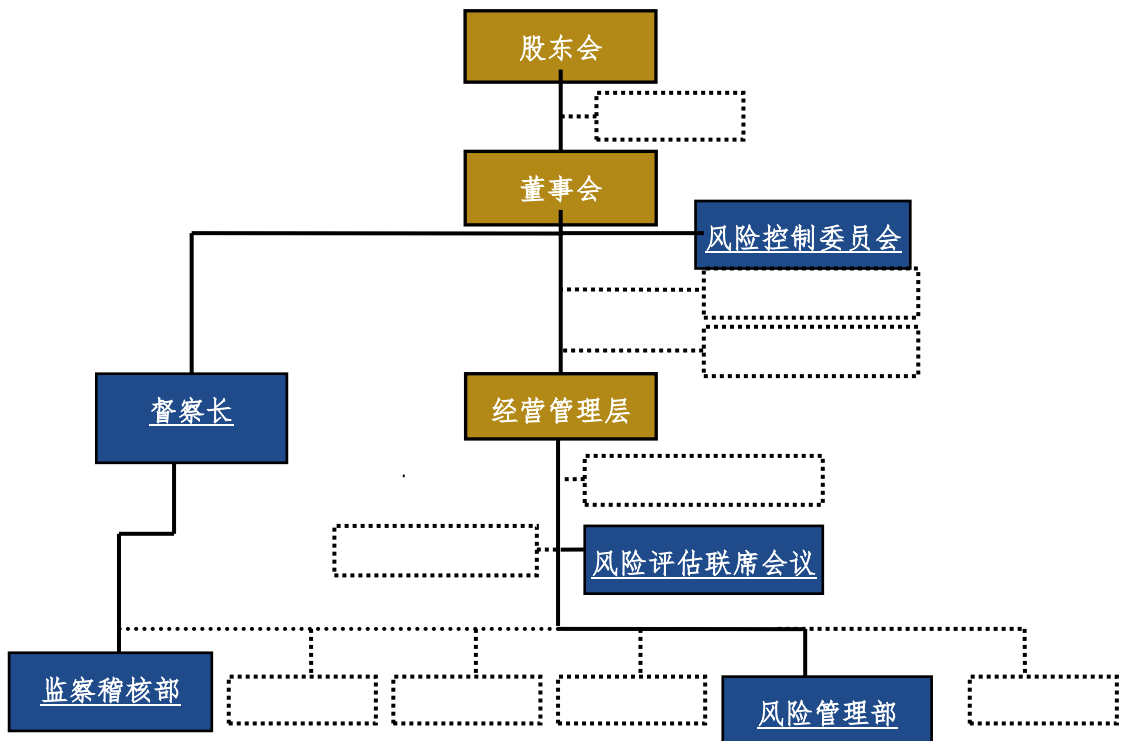 股东会
董事会
风险控制委员会
督察长
经营管理层
风险评估联席会议
监察稽核部
风险管理部